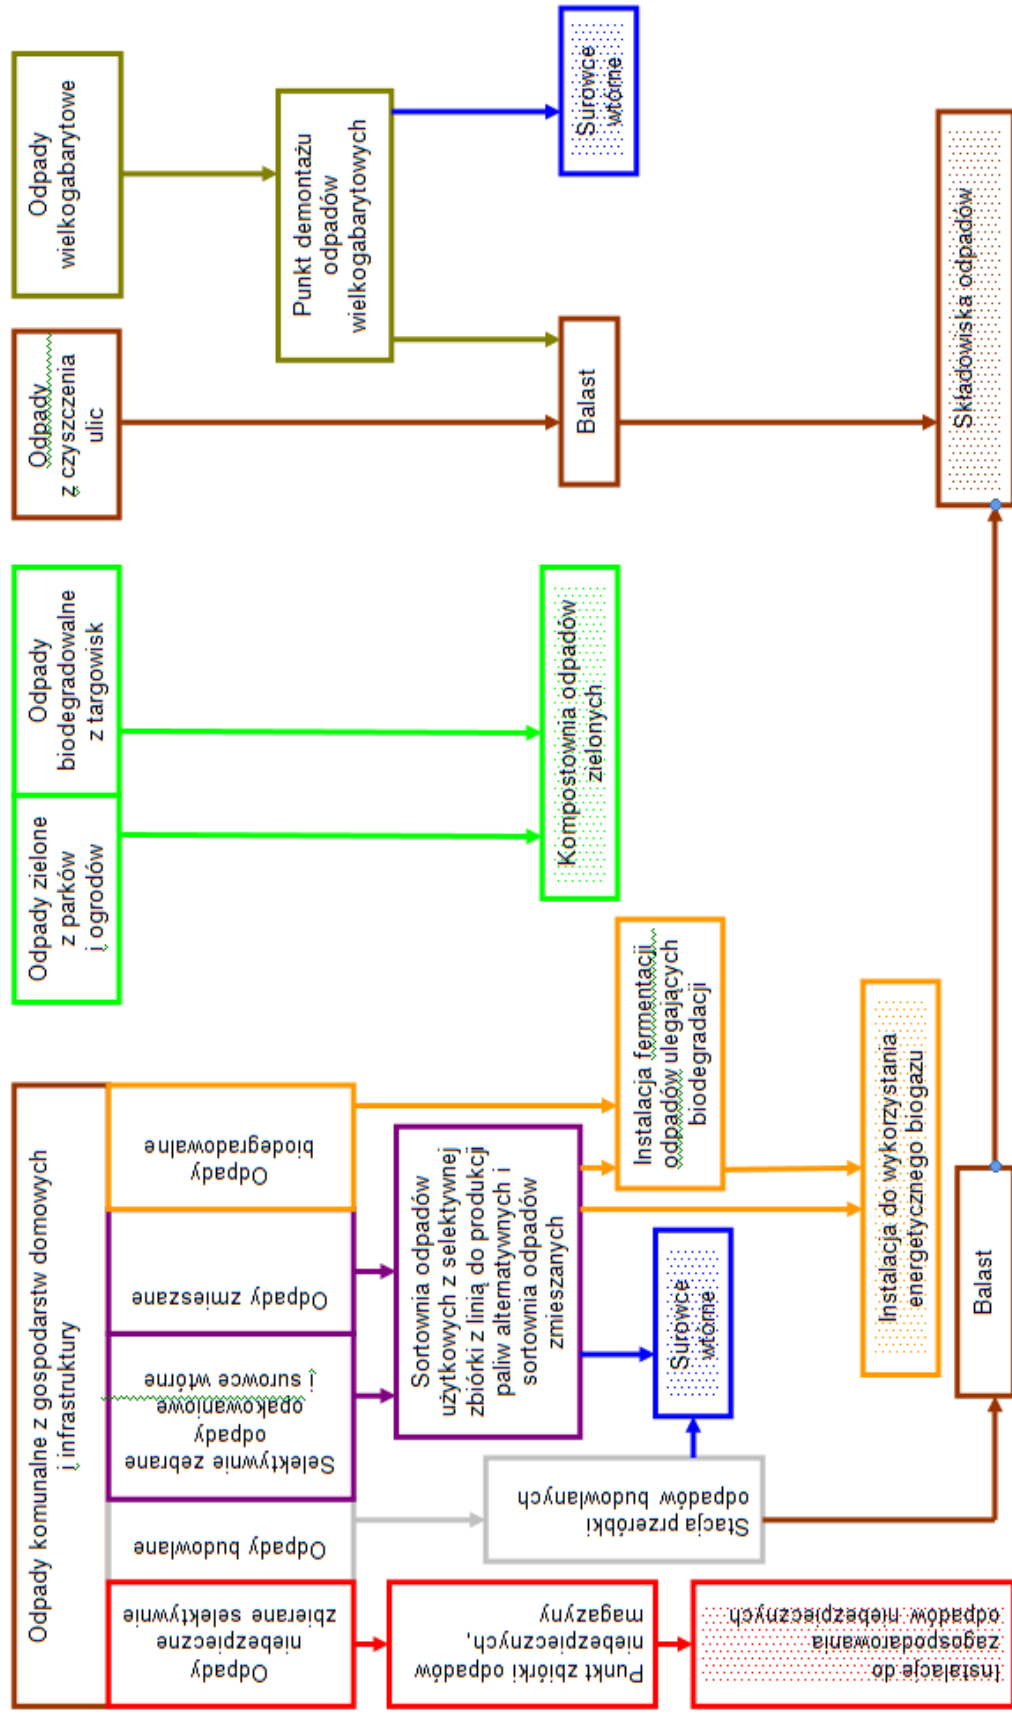 Odpady komunalne z gospodarstw domowych
i infrastruktury
Odpady
niebezpieczne
zbierane selektywnie
Odpady budowlane
Selektywnie zebrane
odpady
opakowaniowe
i surowce wtórne
Odpady zmieszane
Odpady
biodegradowalne
Odpady zielone
z parków
i ogrodów
Odpady
biodegradowalne
z targowisk
Odpady
z czyszczenia
ulic
Odpady
wielkogabarytowe
Punkt zbiórki odpadów
niebezpiecznych,
magazyny
Stacja przeróbki
odpadów budowlanych
Sortownia odpadów
użytkowych z selektywnej
zbiórki z linią do produkcji
paliw alternatywnych i
sortownia odpadów
zmieszanych
Punkt demontażu
odpadów
wielkogabarytowych
Instalacja fermentacji
odpadów ulegających
biodegradacji
Kompostownia odpadów
zielonych
Balast
Surowce
wtórne
Surowce
wtórne
Instalacje do
zagospodarowania
odpadów niebezpiecznych
Instalacja do wykorzystania
energetycznego biogazu
Balast
Składowiska odpadów